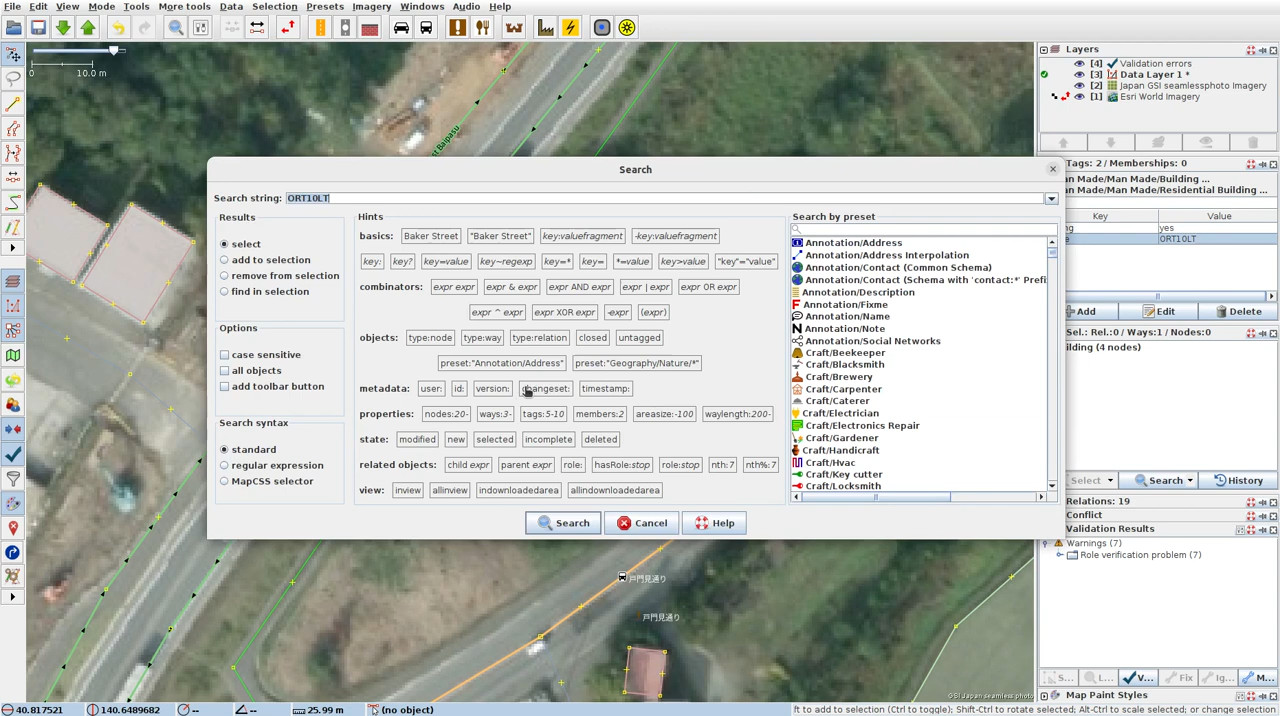 File Edit View Mode Tools More tools Data Selection Presets Imagery Windows Audio Help
0 10.0 m
Layers
[4] Validation errors
[3] Data Layer 1 *
[2] Japan GSI seamlessphoto Imagery
[1] Esri World Imagery
Search
Search string: ORT10LT
Results
select
add to selection
remove from selection
find in selection
Options
case sensitive
all objects
add toolbar button
Search syntax
standard
regular expression
MapCSS selector
Hints
basics: Baker Street "Baker Street" key:valuefragment -key:valuefragment
key: key? key=value key~regexp key=* key= *=value key>value "key"="value"
combinators: expr expr expr & expr expr AND expr expr | expr expr OR expr
expr ^ expr expr XOR expr -expr (expr)
objects: type:node type:way type:relation closed untagged
preset:"Annotation/Address" preset:"Geography/Nature/*"
metadata: user: id: version: changeset: timestamp:
properties: nodes:20- ways:3- tags:5-10 members:2 areasize:-100 waylength:200-
state: modified new selected incomplete deleted
related objects: child expr parent expr role: hasRole:stop role:stop nth:7 nth%:7
view: inview allinview indownloadedarea allindownloadedarea
Search by preset
Annotation/Address
Annotation/Address Interpolation
Annotation/Contact (Common Schema)
Annotation/Contact (Schema with 'contact:*' Prefi
Annotation/Description
Annotation/Fixme
Annotation/Name
Annotation/Note
Annotation/Social Networks
Craft/Beekeeper
Craft/Blacksmith
Craft/Brewery
Craft/Carpenter
Craft/Caterer
Craft/Electrician
Craft/Electronics Repair
Craft/Gardener
Craft/Handicraft
Craft/Hvac
Craft/Key cutter
Craft/Locksmith
Search Cancel Help
Tags: 2 / Memberships: 0
n Made/Man Made/Building ...
n Made/Residential Building ...
Key Value
yes
ORT10LT
Add Edit Delete
Sel.: Rel.:0 / Ways:1 / Nodes:0
ilding (4 nodes)
Select Search History
Relations: 19
Conflict
Validation Results
Warnings (7)
Role verification problem (7)
S... L... V... Fix Ig... M...
Map Paint Styles
st Baipasu
戸門見通り
戸門見通り
GSI Japan seamless photo
40.817521 140.6489682 -- -- 25.99 m (no object)
ft to add to selection (Ctrl to toggle); Shift-Ctrl to rotate selected; Alt-Ctrl to scale selected; or change selection